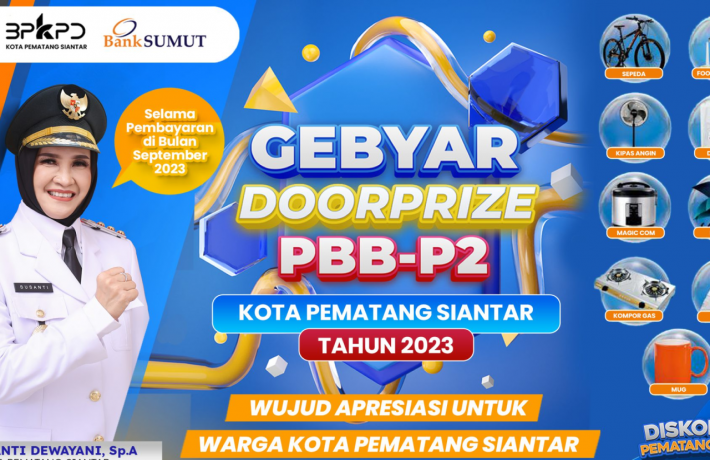 BPKPD
KOTA PEMATANG SIANTAR
Bank SUMUT
Selama
Pembayaran
di Bulan
September
2023
SUSANTI
GEBYAR
DOORPRIZE
PBB-P2
KOTA PEMATANG SIANTAR
TAHUN 2023
WUJUD APRESIASI UNTUK
WARGA KOTA PEMATANG SIANTAR
ANTI DEWAYANI, Sp.A
SEPEDA
KIPAS ANGIN
MAGIC COM
KOMPOR GAS
MUG
DISKO
PEMATANG